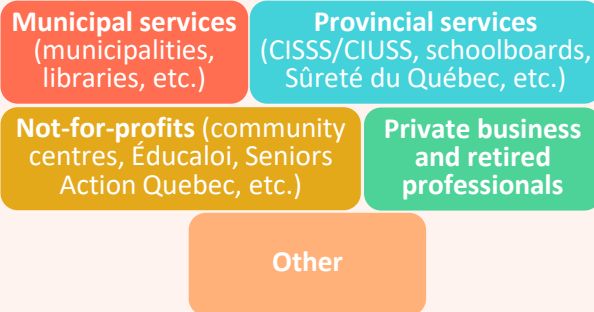 Municipal services
(municipalities,
libraries, etc.)
Provincial services
(CISSS/CIUSS, schoolboards,
Sûreté du Québec, etc.)
Not-for-profits (community
centres, Éducaloi, Seniors
Action Quebec, etc.)
Private business
and retired
professionals
Other